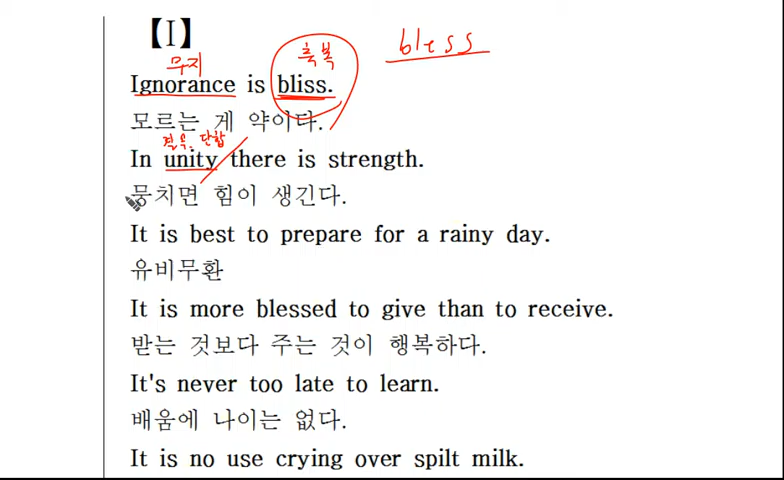 【I】
bless
무지
축복
Ignorance is bliss.
모르는 게 약이다.
결속, 단합
In unity there is strength.
뭉치면 힘이 생긴다.
It is best to prepare for a rainy day.
유비무환
It is more blessed to give than to receive.
받는 것보다 주는 것이 행복하다.
It's never too late to learn.
배움에 나이는 없다.
It is no use crying over spilt milk.